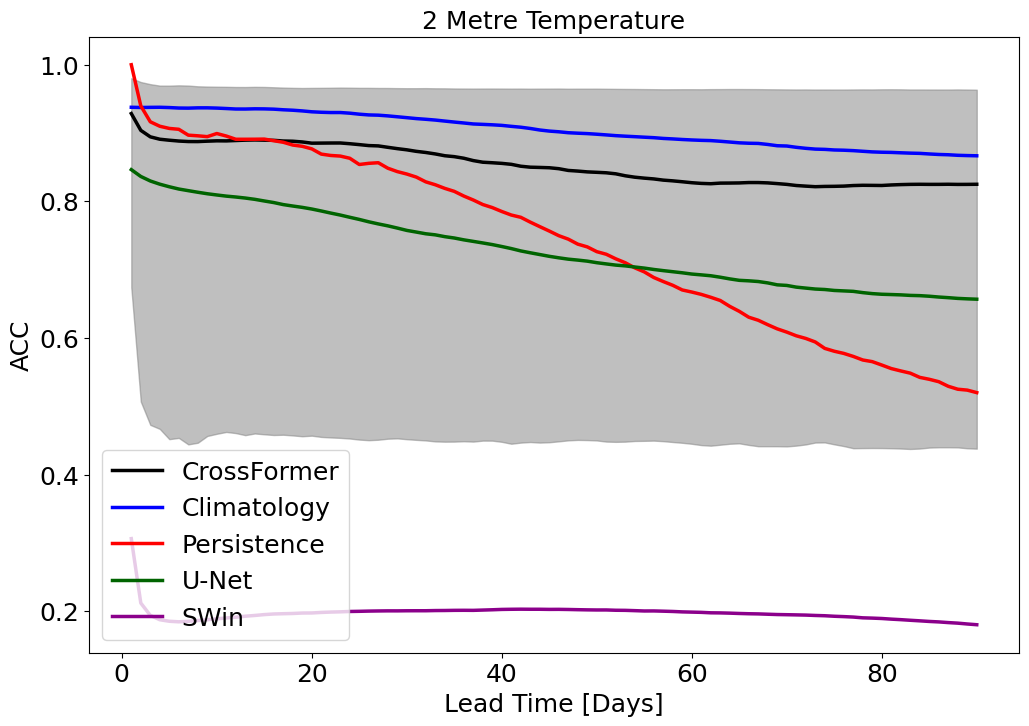 2 Metre Temperature
ACC
1.0
0.8
0.6
0.4
0.2
CrossFormer
Climatology
Persistence
U-Net
SWin
0 20 40 60 80
Lead Time [Days]